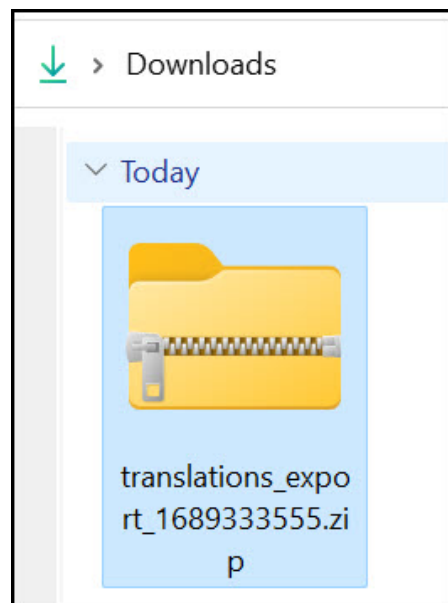 Downloads
Today
translations_expo
rt_1689333555.zi
p